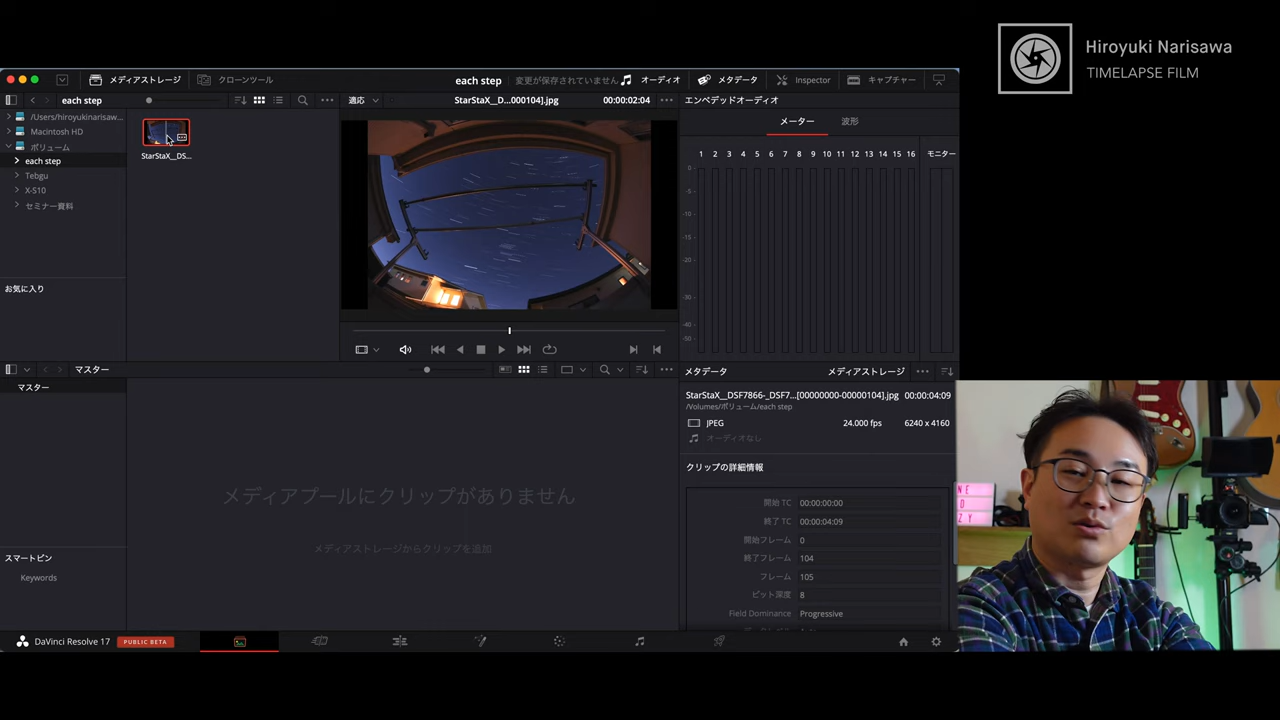 Hiroyuki Narisawa
TIMELAPSE FILM
メディアストレージ
クローンツール
each step
変更が保存されていません
オーディオ
メタデータ
Inspector
キャプチャー
each step
適応
StarStaX__D...000104].jpg
00:00:02:04
エンベデッドオーディオ
/Users/hiroyukinarisaw...
Macintosh HD
ボリューム
each step
Tebgu
X-S10
セミナー資料
StarStaX__DS...
メーター
波形
1 2 3 4 5 6 7 8 9 10 11 12 13 14 15 16 モニター
0
-5
-10
-15
-20
-30
-40
-50
お気に入り
マスター
マスター
メディアプールにクリップがありません
メディアストレージからクリップを追加
スマートビン
Keywords
メタデータ
メディアストレージ
StarStaX__DSF7866-_DSF7...[00000000-00000104].jpg 00:00:04:09
/Volumes/ボリューム/each step
JPEG 24.000 fps 6240 x 4160
オーディオなし
クリップの詳細情報
開始 TC 00:00:00:00
終了 TC 00:00:04:09
開始フレーム 0
終了フレーム 104
フレーム 105
ビット深度 8
Field Dominance Progressive
DaVinci Resolve 17 PUBLIC BETA
NE
D
ZY